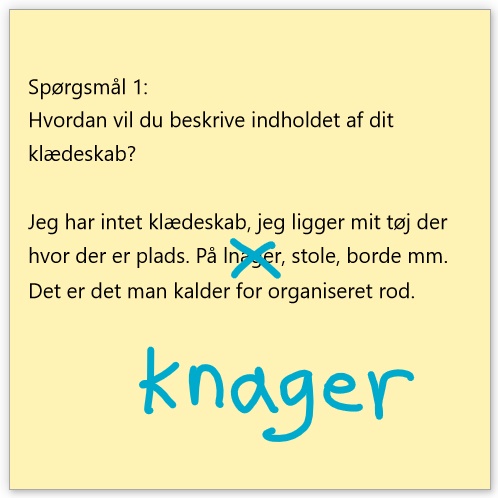 Spørgsmål 1:
Hvordan vil du beskrive indholdet af dit
klædeskab?
Jeg har intet klædeskab, jeg ligger mit tøj der
hvor der er plads. På lnager, stole, borde mm.
Det er det man kalder for organiseret rod.
knager